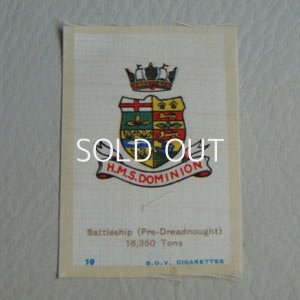 SOLD OUT
H.M.S. DOMINION
Battleship (Pre-Dreadnought)
16,350 Tons
10 B.D.V. CIGARETTES